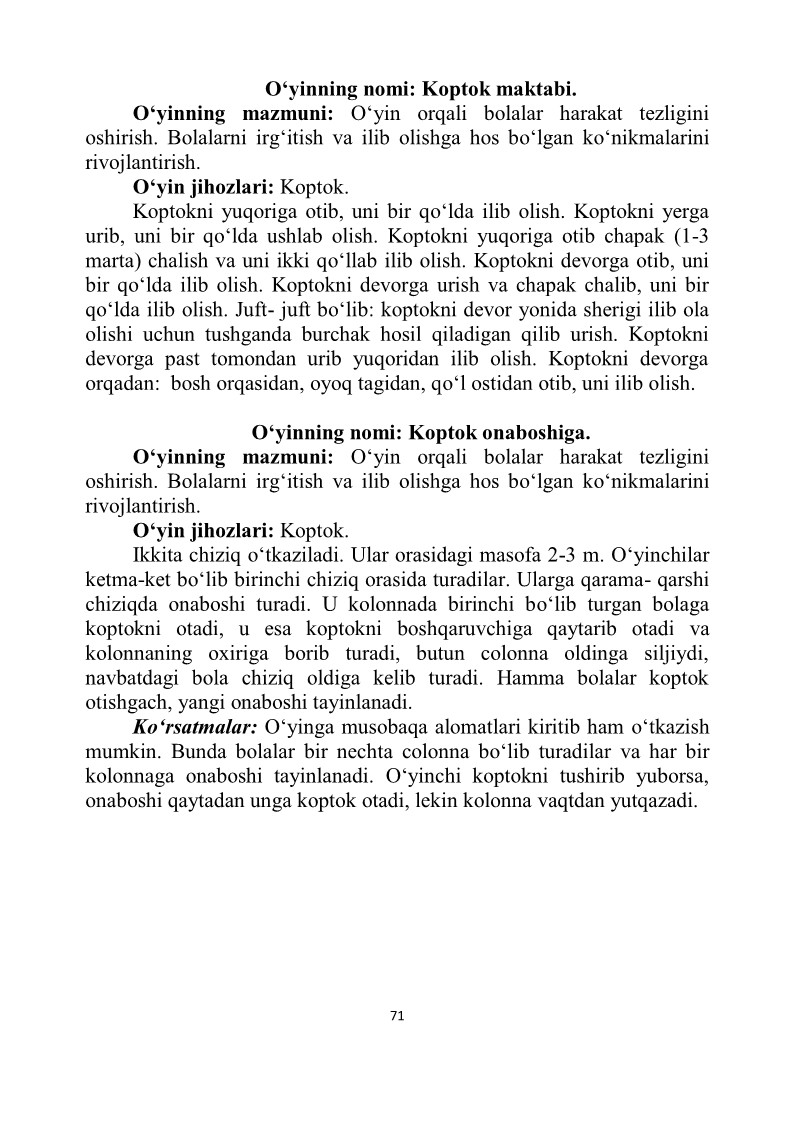 O‘yinning nomi: Koptok maktabi.
O‘yinning mazmuni: O‘yin orqali bolalar harakat tezligini
oshirish. Bolalarni irg‘itish va ilib olishga hos bo‘lgan ko‘nikmalarini
rivojlantirish.
O‘yin jihozlari: Koptok.
Koptokni yuqoriga otib, uni bir qo‘lda ilib olish. Koptokni yerga
urib, uni bir qo‘lda ushlab olish. Koptokni yuqoriga otib chapak (1-3
marta) chalish va uni ikki qo‘llab ilib olish. Koptokni devorga otib, uni
bir qo‘lda ilib olish. Koptokni devorga urish va chapak chalib, uni bir
qo‘lda ilib olish. Juft- juft bo‘lib: koptokni devor yonida sherigi ilib ola
olishi uchun tushganda burchak hosil qiladigan qilib urish. Koptokni
devorga past tomondan urib yuqoridan ilib olish. Koptokni devorga
orqadan:  bosh orqasidan, oyoq tagidan, qo‘l ostidan otib, uni ilib olish.
O‘yinning nomi: Koptok onaboshiga.
O‘yinning mazmuni: O‘yin orqali bolalar harakat tezligini
oshirish. Bolalarni irg‘itish va ilib olishga hos bo‘lgan ko‘nikmalarini
rivojlantirish.
O‘yin jihozlari: Koptok.
Ikkita chiziq o‘tkaziladi. Ular orasidagi masofa 2-3 m. O‘yinchilar
ketma-ket bo‘lib birinchi chiziq orasida turadilar. Ularga qarama- qarshi
chiziqda onaboshi turadi. U kolonnada birinchi bo‘lib turgan bolaga
koptokni otadi, u esa koptokni boshqaruvchiga qaytarib otadi va
kolonnaning oxiriga borib turadi, butun colonna oldinga siljiydi,
navbatdagi bola chiziq oldiga kelib turadi. Hamma bolalar koptok
otishgach, yangi onaboshi tayinlanadi.
Ko‘rsatmalar: O‘yinga musobaqa alomatlari kiritib ham o‘tkazish
mumkin. Bunda bolalar bir nechta colonna bo‘lib turadilar va har bir
kolonnaga onaboshi tayinlanadi. O‘yinchi koptokni tushirib yuborsa,
onaboshi qaytadan unga koptok otadi, lekin kolonna vaqtdan yutqazadi.
71